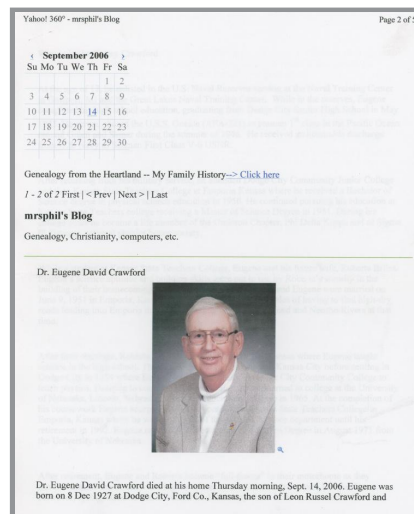 Yahoo! 360° - mrsphil's Blog
Page 2 of 5
‹ September 2006 ›
Su Mo Tu We Th Fr Sa
1 2
3 4 5 6 7 8 9
10 11 12 13 14 15 16
17 18 19 20 21 22 23
24 25 26 27 28 29 30
Genealogy from the Heartland -- My Family History--> Click here
1 - 2 of 2 First | < Prev | Next > | Last
mrsphil's Blog
Genealogy, Christianity, computers, etc.
Dr. Eugene David Crawford
Dr. Eugene David Crawford died at his home Thursday morning, Sept. 14, 2006. Eugene was
born on 8 Dec 1927 at Dodge City, Ford Co., Kansas, the son of Leon Russel Crawford and